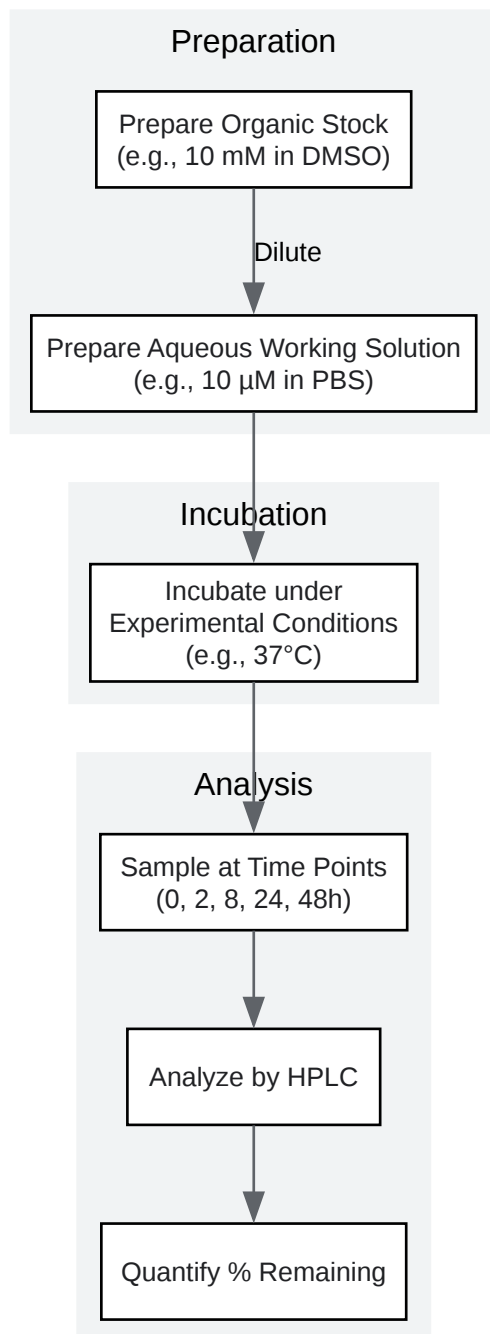 Preparation
Prepare Organic Stock
(e.g., 10 mM in DMSO)
Dilute
Prepare Aqueous Working Solution
(e.g., 10 µM in PBS)
Incubation
Incubate under
Experimental Conditions
(e.g., 37°C)
Analysis
Sample at Time Points
(0, 2, 8, 24, 48h)
Analyze by HPLC
Quantify % Remaining